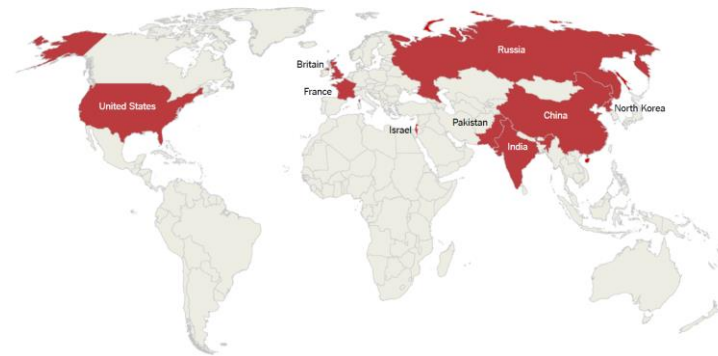 Russia
Britain
France
United States
North Korea
China
Pakistan
Israel
India